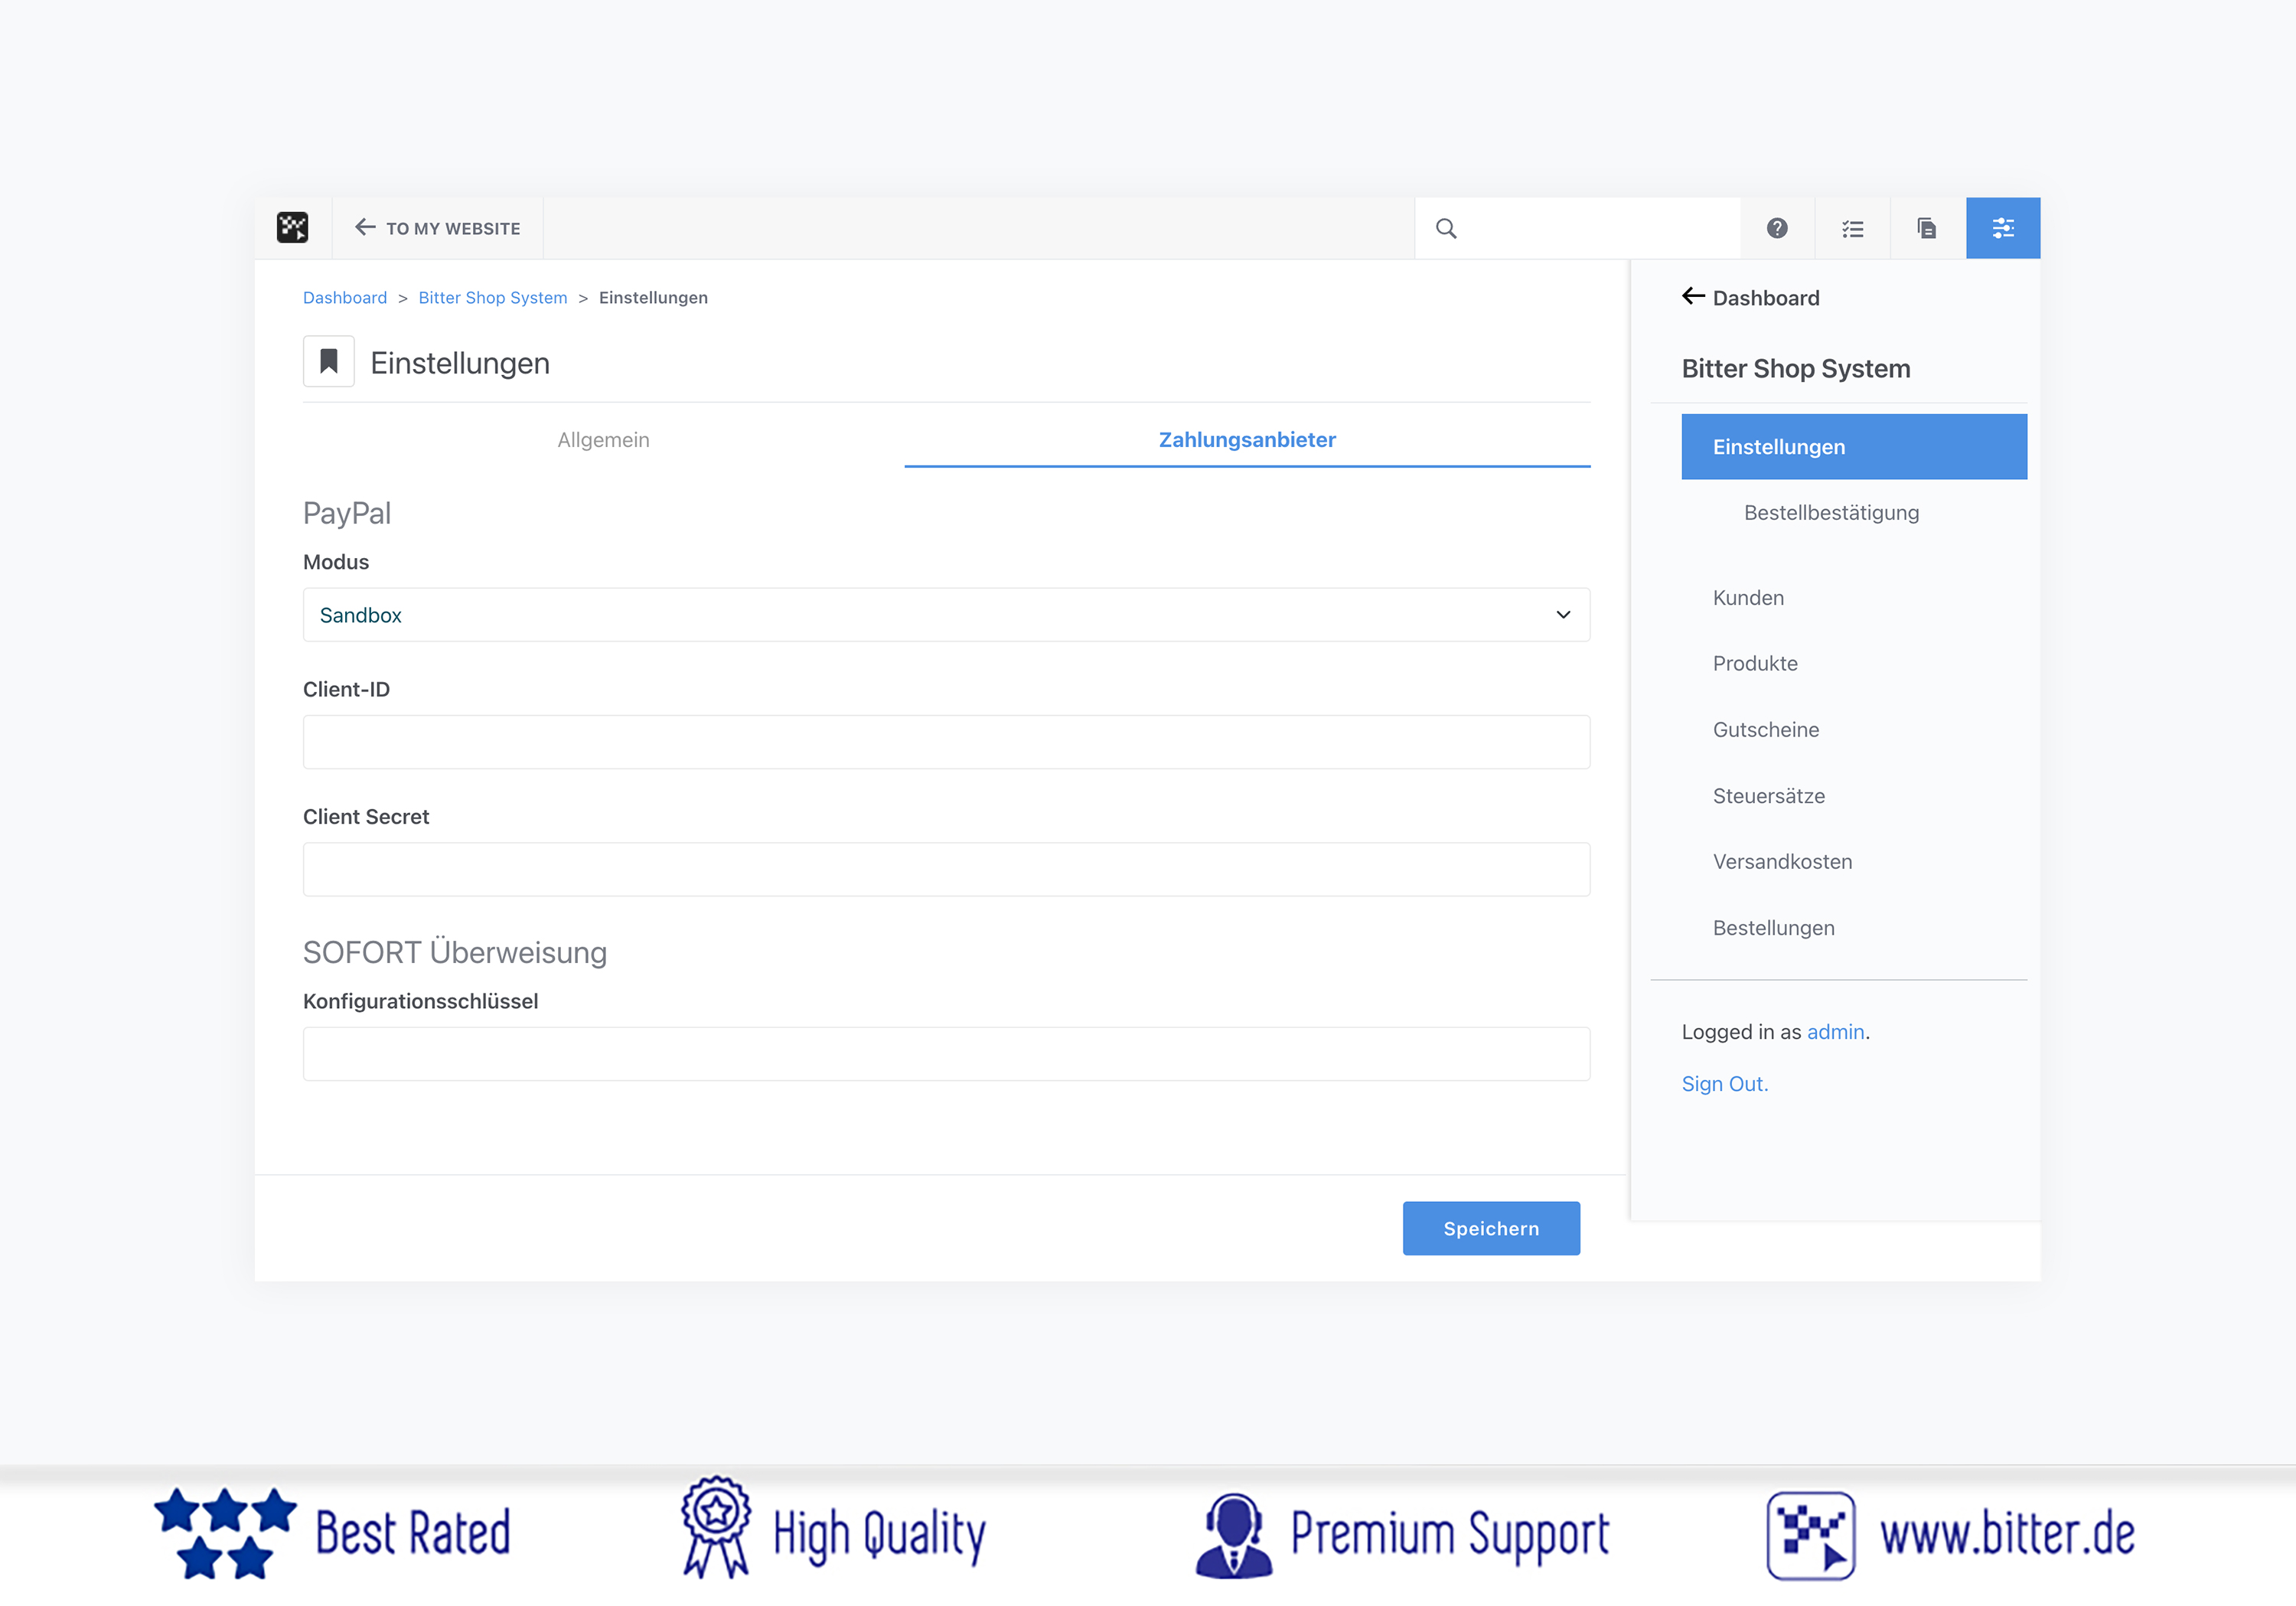 TO MY WEBSITE
Dashboard > Bitter Shop System > Einstellungen
Einstellungen
Allgemein
Zahlungsanbieter
PayPal
Modus
Sandbox
Client-ID
Client Secret
SOFORT Überweisung
Konfigurationsschlüssel
Speichern
Dashboard
Bitter Shop System
Einstellungen
Bestellbestätigung
Kunden
Produkte
Gutscheine
Steuersätze
Versandkosten
Bestellungen
Logged in as admin.
Sign Out.
Best Rated
High Quality
Premium Support
www.bitter.de